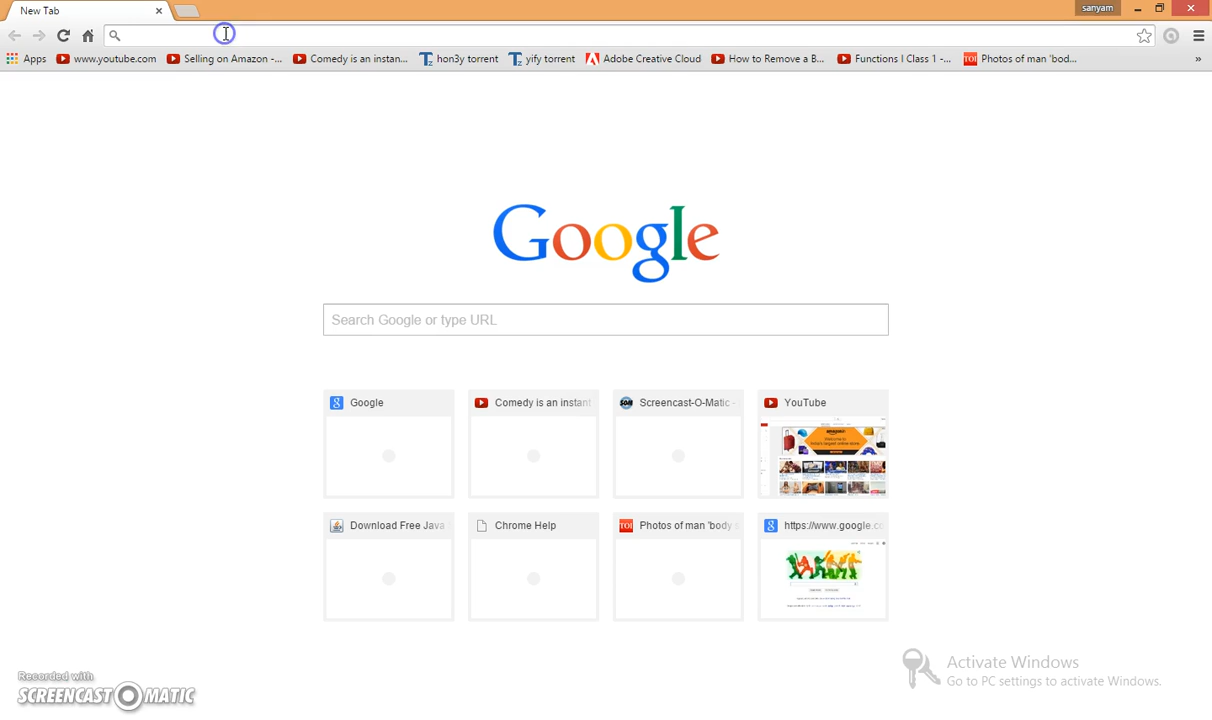 New Tab
sanyam
Apps www.youtube.com Selling on Amazon -... Comedy is an instan... hon3y torrent yify torrent Adobe Creative Cloud How to Remove a B... Functions I Class 1 -... Photos of man 'bod... »
Google
Search Google or type URL
Google Comedy is an instant Screencast-O-Matic - YouTube
Download Free Java Chrome Help Photos of man 'body s https://www.google.co
Activate Windows
Go to PC settings to activate Windows.
Recorded with
SCREENCAST-O-MATIC